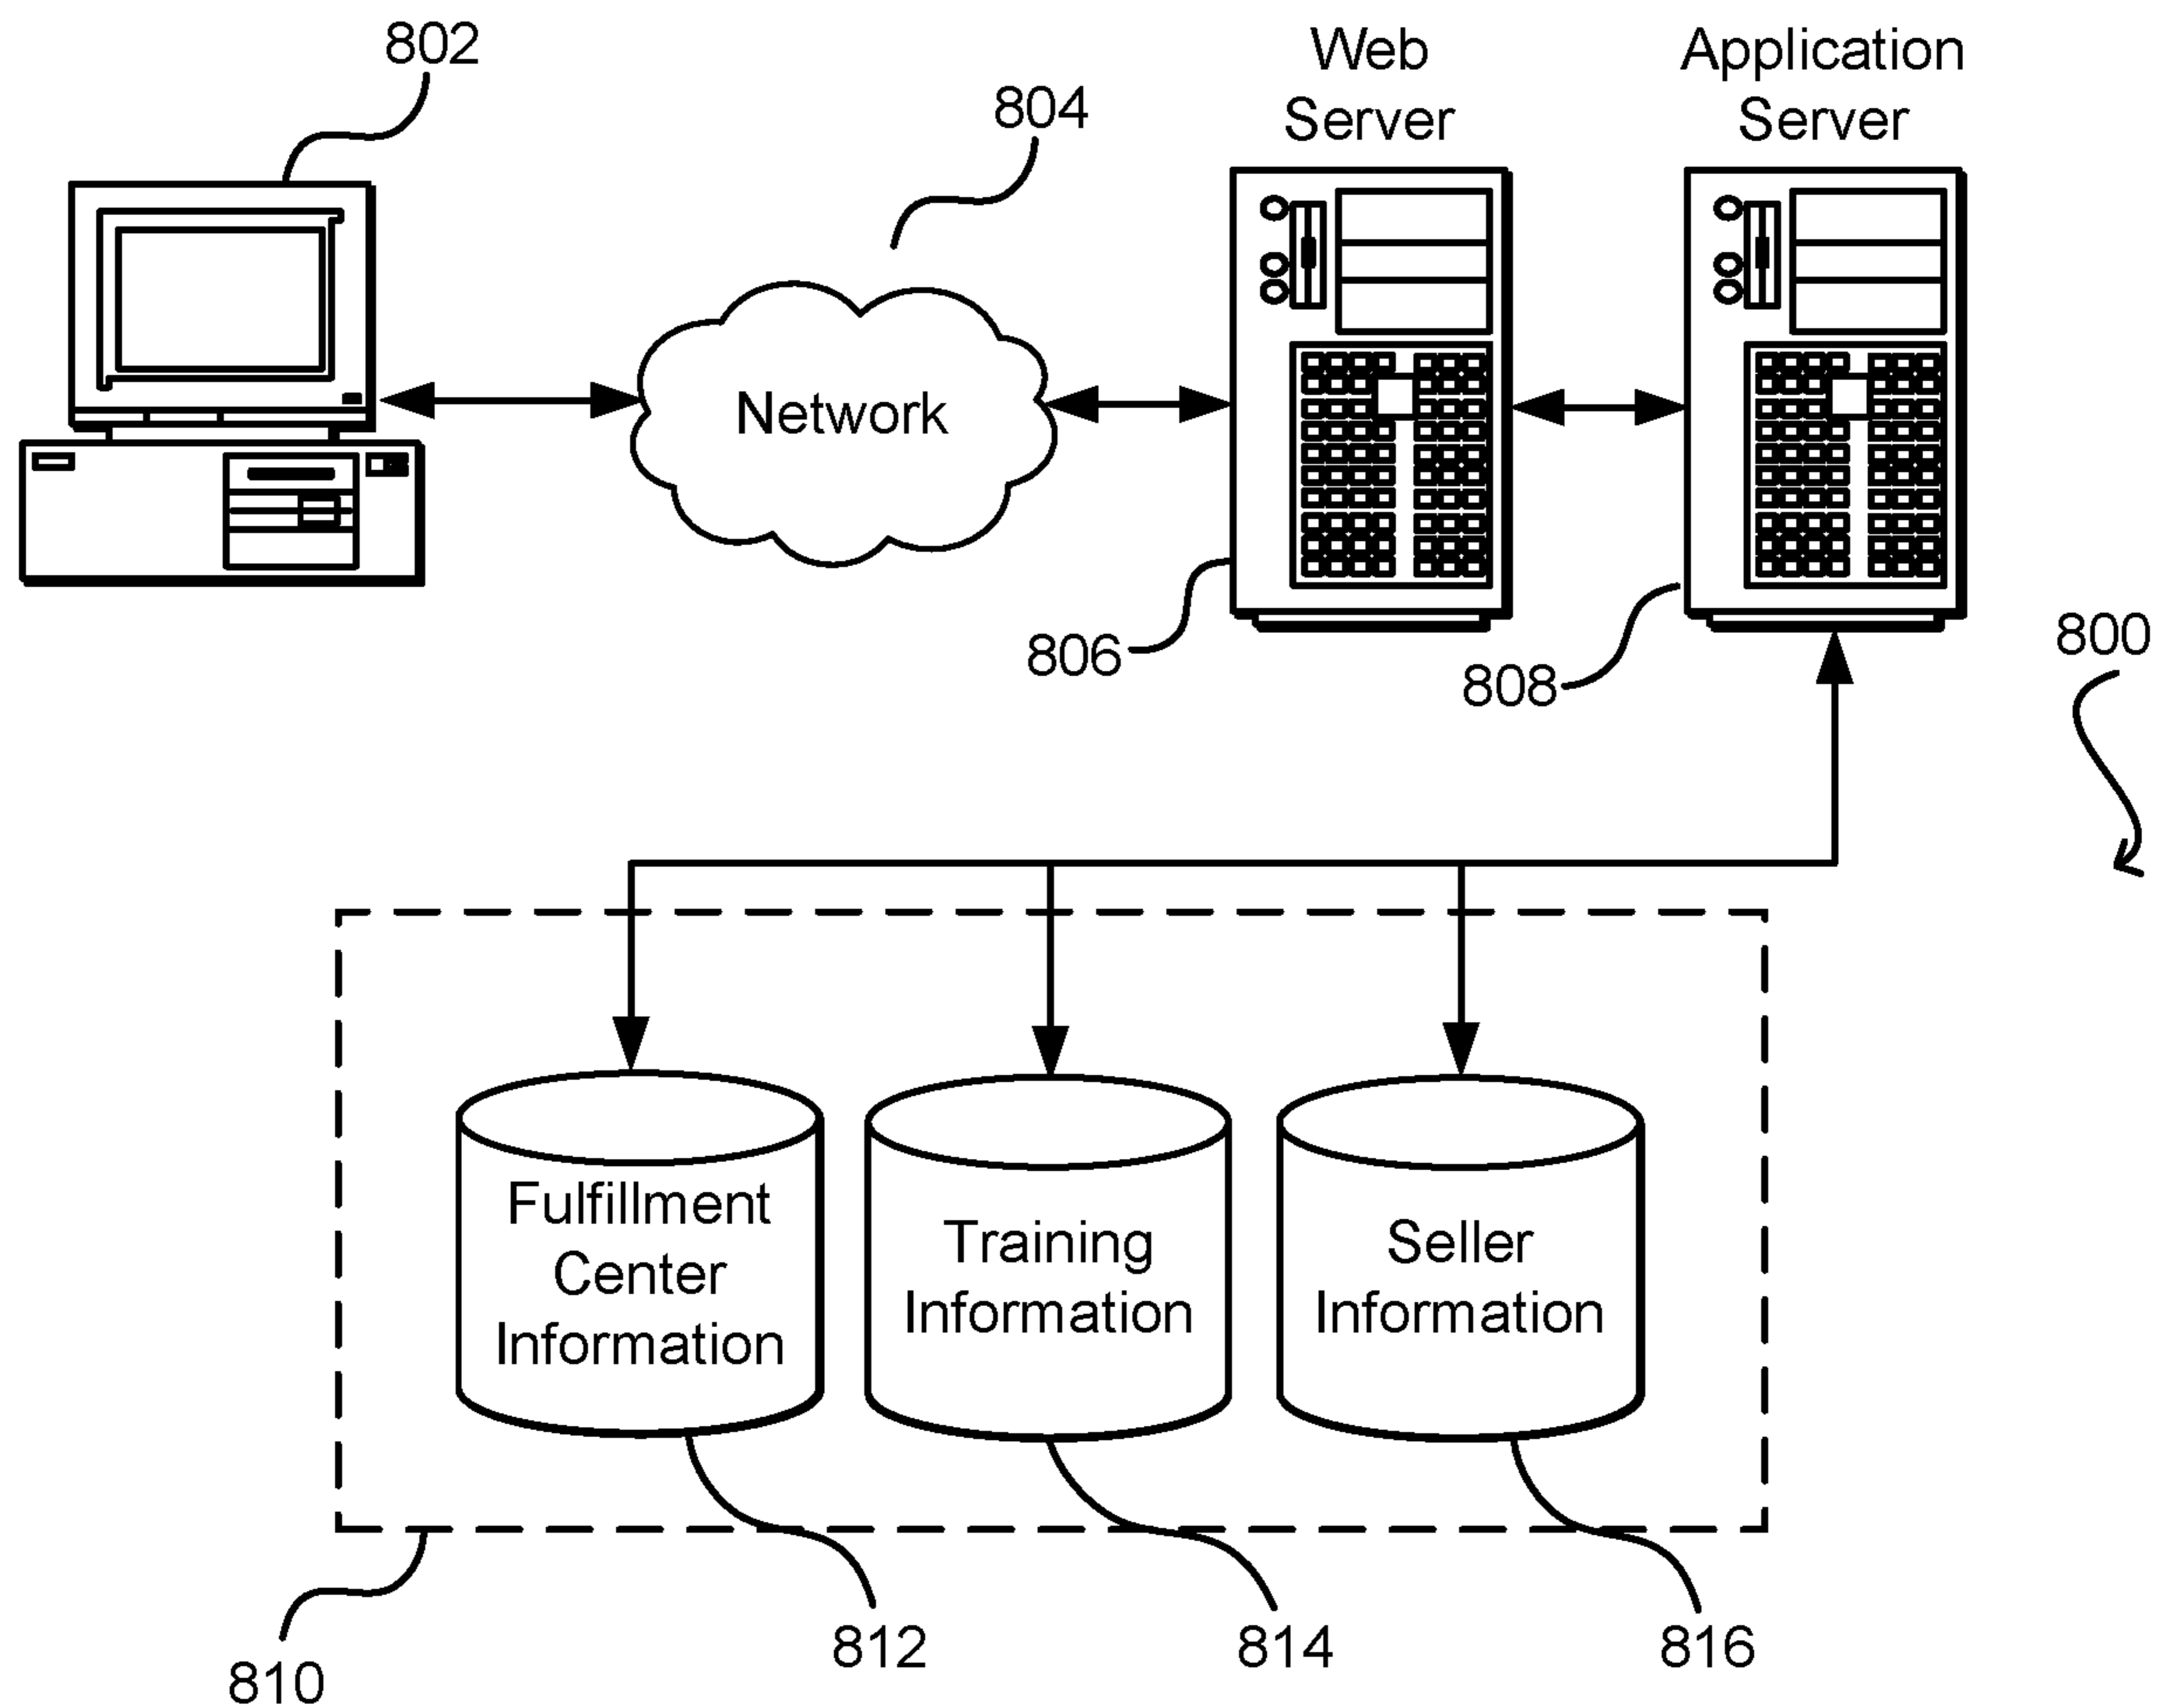 802
804
Web
Server
Application
Server
Network
806
808
800
Fulfillment
Center
Information
Training
Information
Seller
Information
810
812
814
816